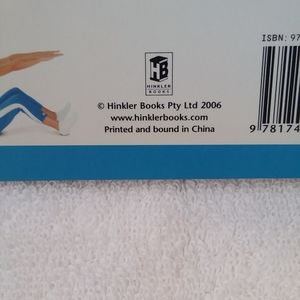 ISBN: 97
HB
HINKLER
BOOKS
© Hinkler Books Pty Ltd 2006
www.hinklerbooks.com
Printed and bound in China
9 78174